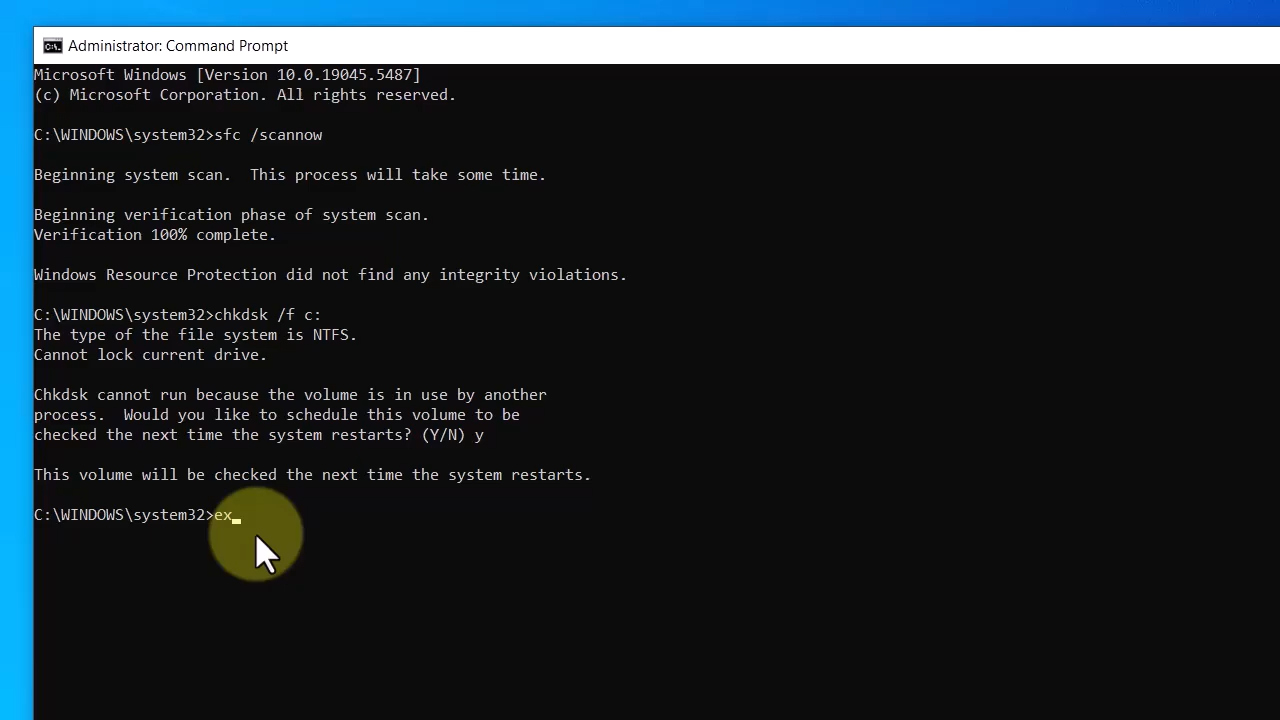 Administrator: Command Prompt
Microsoft Windows [Version 10.0.19045.5487]
(c) Microsoft Corporation. All rights reserved.
C:\WINDOWS\system32>sfc /scannow
Beginning system scan.  This process will take some time.
Beginning verification phase of system scan.
Verification 100% complete.
Windows Resource Protection did not find any integrity violations.
C:\WINDOWS\system32>chkdsk /f c:
The type of the file system is NTFS.
Cannot lock current drive.
Chkdsk cannot run because the volume is in use by another
process.  Would you like to schedule this volume to be
checked the next time the system restarts? (Y/N) y
This volume will be checked the next time the system restarts.
C:\WINDOWS\system32>ex